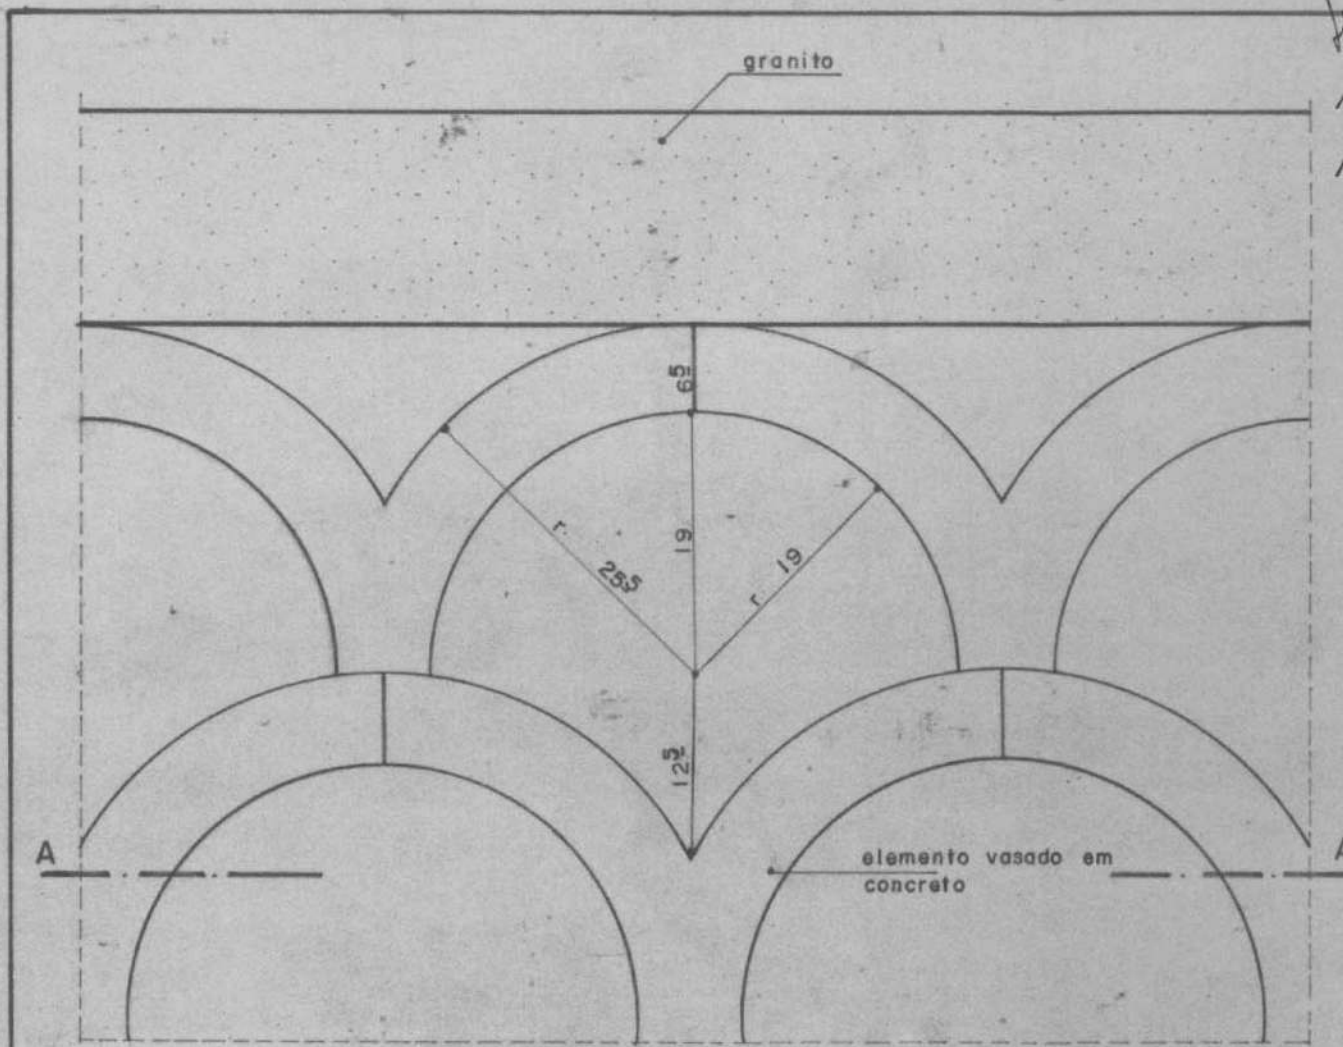 granito
6⁵
r. 25⁵
19
r 19
12⁵
A
A
elemento vasado em
concreto